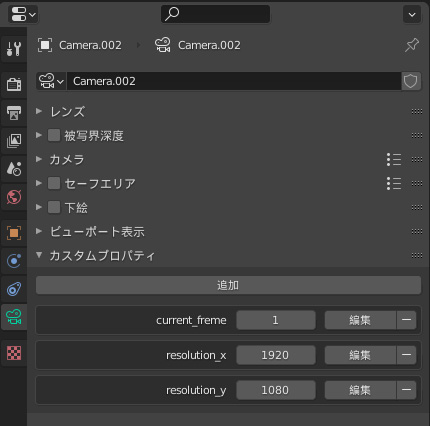 Camera.002 Camera.002
Camera.002
レンズ
被写界深度
カメラ
セーフエリア
下絵
ビューポート表示
カスタムプロパティ
追加
current_freme 1 編集
resolution_x 1920 編集
resolution_y 1080 編集